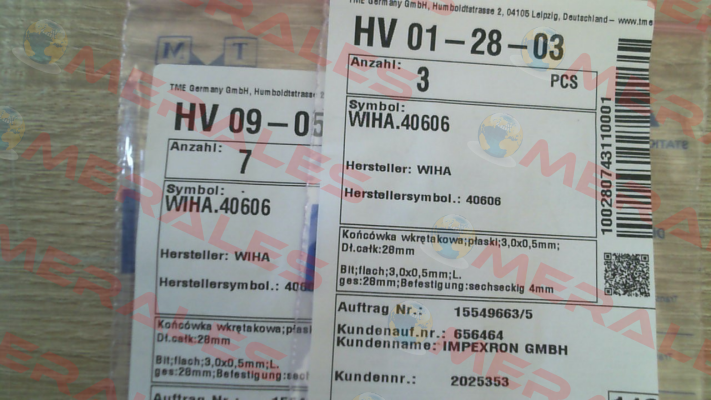 TME Germany GmbH, Humboldtstrasse 2, 04105 Leipzig, Deutschland - www.tme
HV 01-28-03
Anzahl:
3 PCS
Symbol:
WIHA.40606
Hersteller: WIHA
Herstellersymbol.: 40606
Końcówka wkrętakowa;płaski;3,0x0,5mm;
Dł.całk:28mm
Bit;flach;3,0x0,5mm;L.
ges:28mm;Befestigung:sechseckig 4mm
Auftrag Nr.: 15549663/5
Kundenauf.nr.: 656464
Kundenname: IMPEXRON GMBH
Kundennr.: 2025353
100280743110001
T M
TME Germany GmbH, Humboldtstrasse
HV 09-05
Anzahl:
7
Symbol:
WIHA.40606
Hersteller: WIHA
Herstellersymbol.: 4060
Końcówka wkrętakowa;płas
Dł.całk:28mm
Bit;flach;3,0x0,5mm;L.
ges:28mm;Befestigung:sec
MERALES